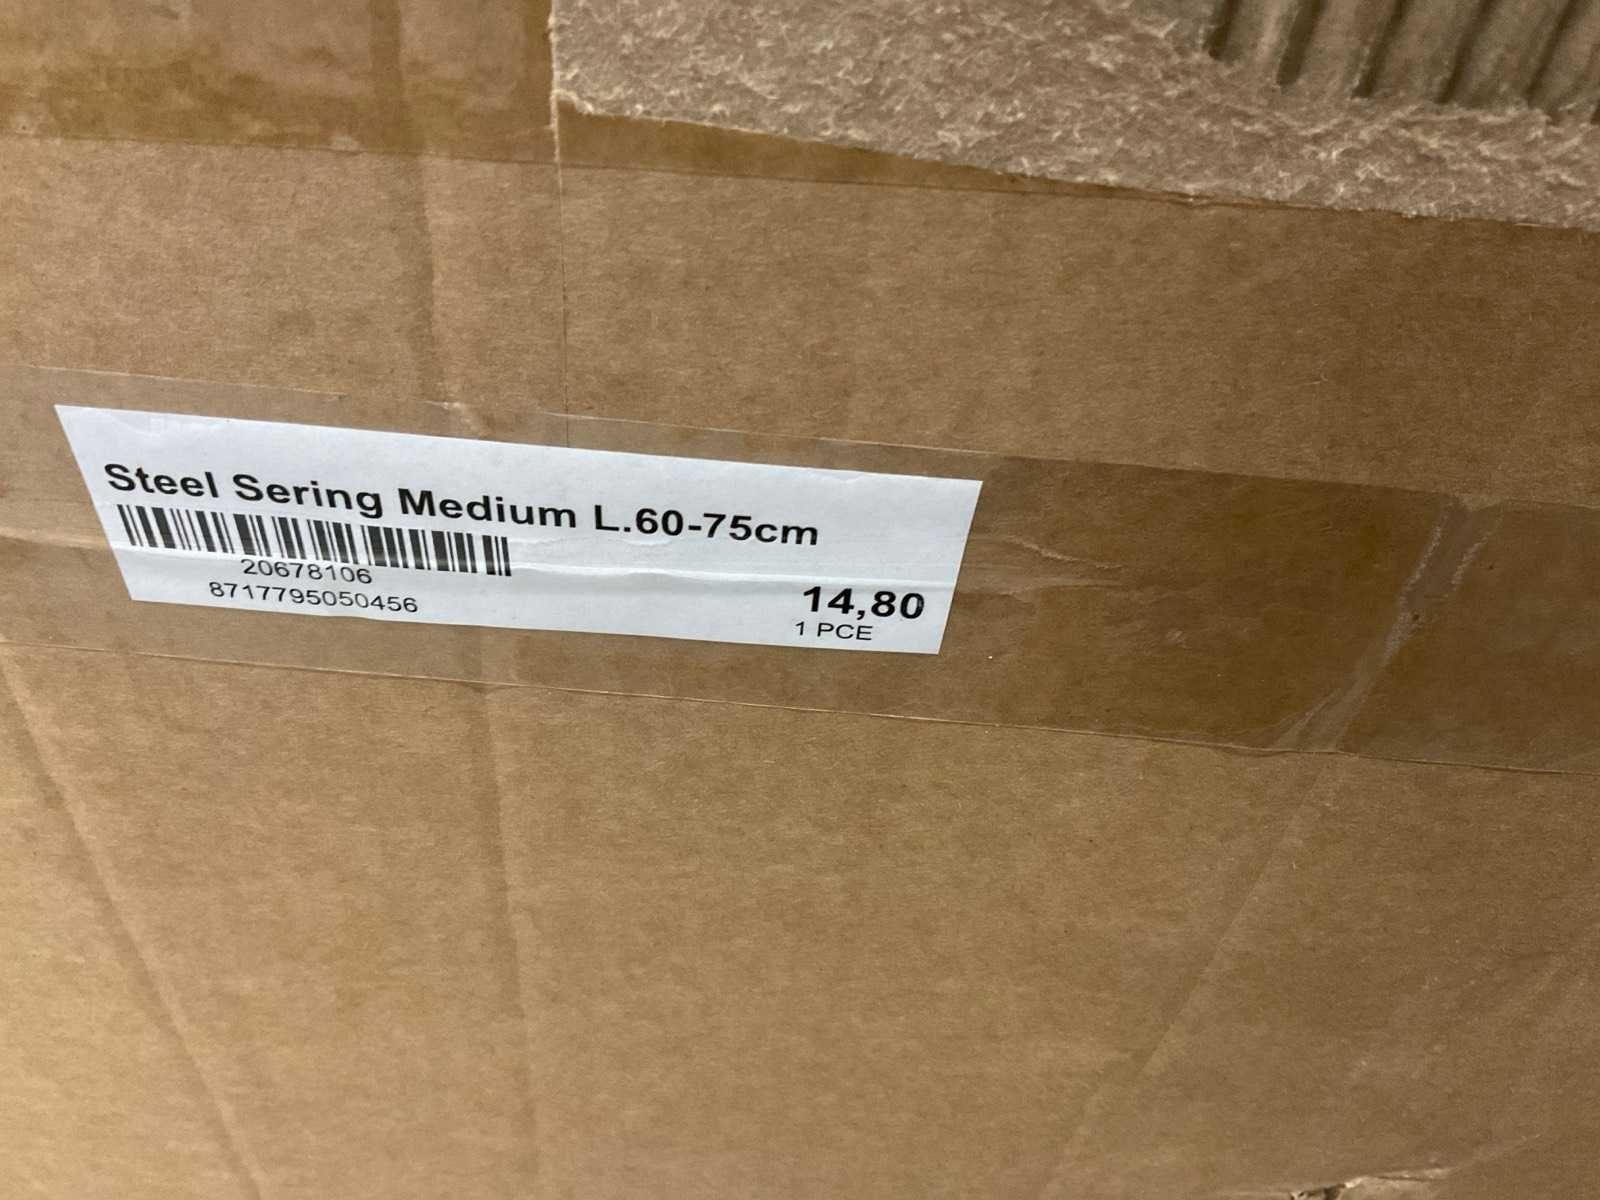 Steel Sering Medium L.60-75cm
20678106
8717795050456
14,80
1 PCE